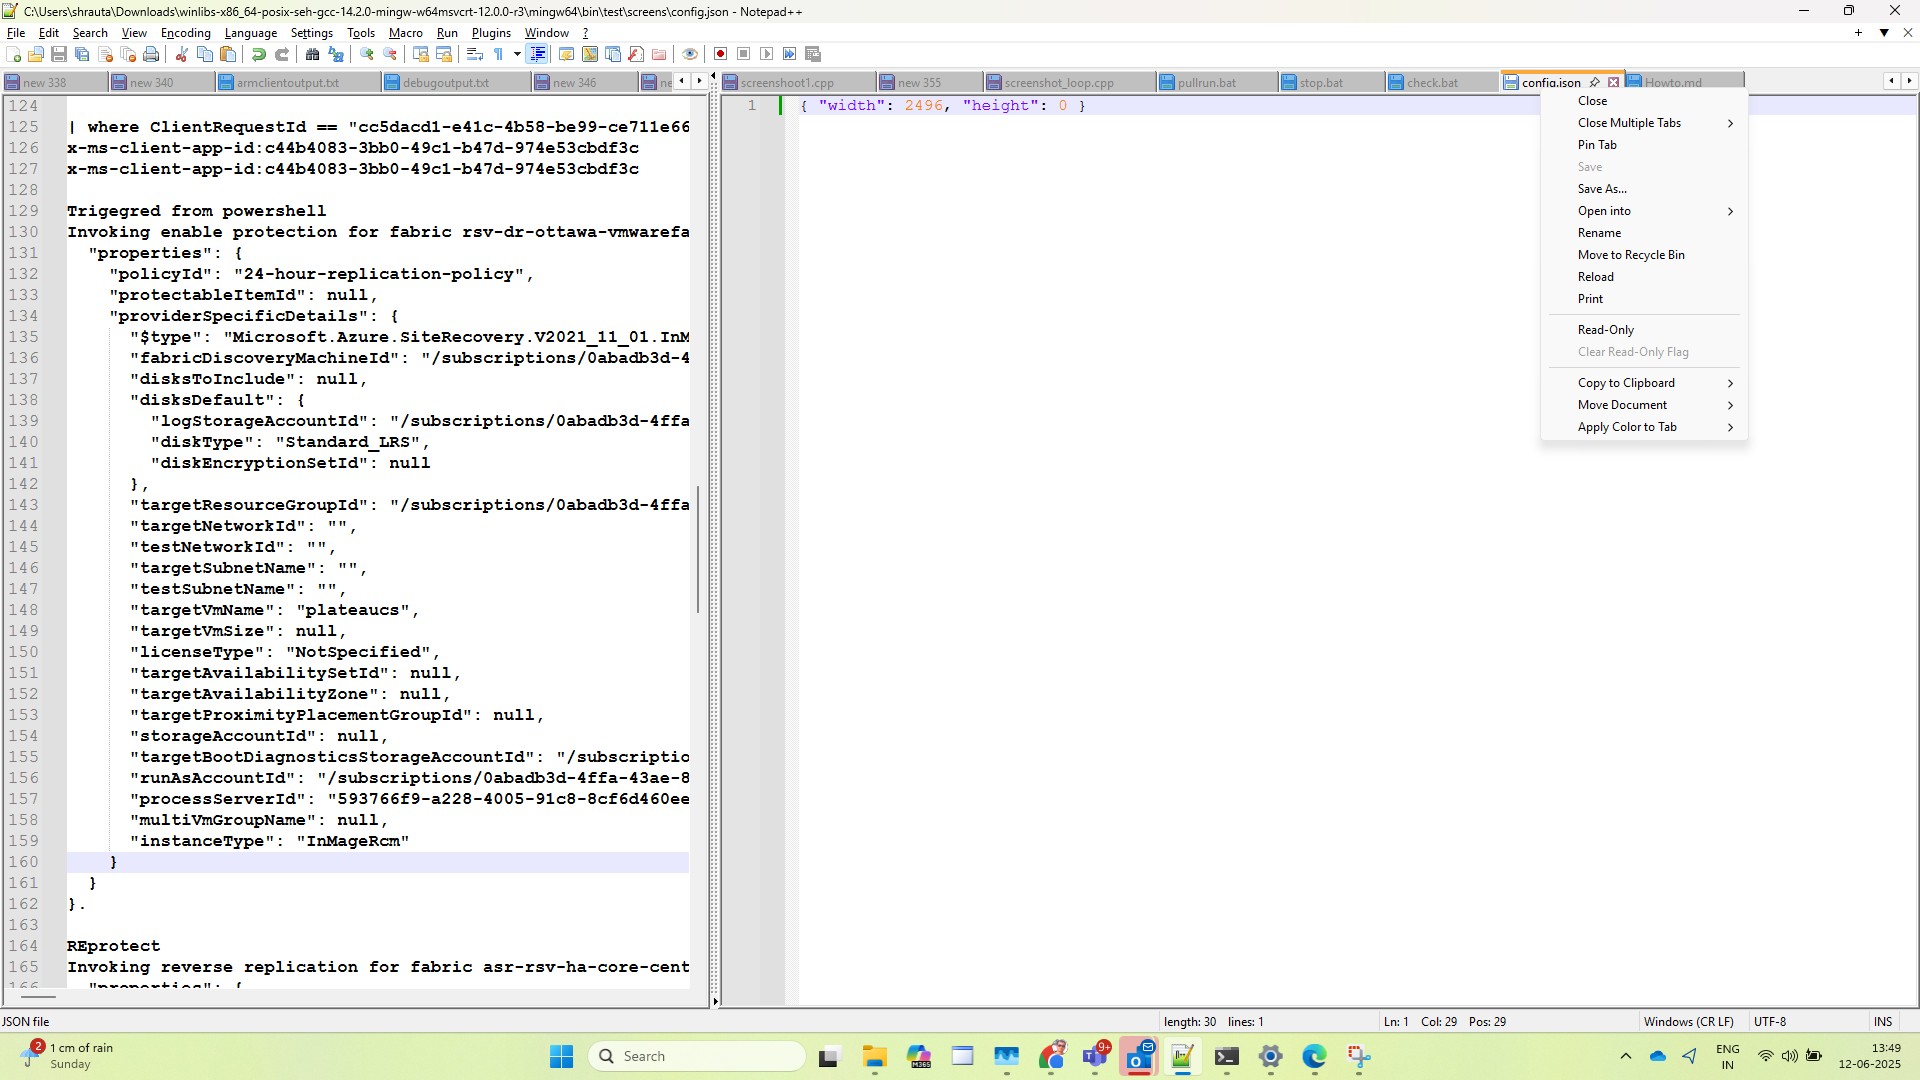 C:\Users\shrauta\Downloads\winlibs-x86_64-posix-seh-gcc-14.2.0-mingw-w64msvcrt-12.0.0-r3\mingw64\bin\test\screens\config.json - Notepad++
File Edit Search View Encoding Language Settings Tools Macro Run Plugins Window ?
new 338 new 340 armclientoutput.txt debugoutput.txt new 346 ne screenshoot1.cpp new 355 screenshot_loop.cpp pullrun.bat stop.bat check.bat config.json Howto.md
124
125 | where ClientRequestId == "cc5dacd1-e41c-4b58-be99-ce711e66
126 x-ms-client-app-id:c44b4083-3bb0-49c1-b47d-974e53cbdf3c
127 x-ms-client-app-id:c44b4083-3bb0-49c1-b47d-974e53cbdf3c
128
129 Trigegred from powershell
130 Invoking enable protection for fabric rsv-dr-ottawa-vmwarefa
131 "properties": {
132 "policyId": "24-hour-replication-policy",
133 "protectableItemId": null,
134 "providerSpecificDetails": {
135 "$type": "Microsoft.Azure.SiteRecovery.V2021_11_01.InM
136 "fabricDiscoveryMachineId": "/subscriptions/0abadb3d-4
137 "disksToInclude": null,
138 "disksDefault": {
139 "logStorageAccountId": "/subscriptions/0abadb3d-4ffa
140 "diskType": "Standard_LRS",
141 "diskEncryptionSetId": null
142 },
143 "targetResourceGroupId": "/subscriptions/0abadb3d-4ffa
144 "targetNetworkId": "",
145 "testNetworkId": "",
146 "targetSubnetName": "",
147 "testSubnetName": "",
148 "targetVmName": "plateaucs",
149 "targetVmSize": null,
150 "licenseType": "NotSpecified",
151 "targetAvailabilitySetId": null,
152 "targetAvailabilityZone": null,
153 "targetProximityPlacementGroupId": null,
154 "storageAccountId": null,
155 "targetBootDiagnosticsStorageAccountId": "/subscriptio
156 "runAsAccountId": "/subscriptions/0abadb3d-4ffa-43ae-8
157 "processServerId": "593766f9-a228-4005-91c8-8cf6d460ee
158 "multiVmGroupName": null,
159 "instanceType": "InMageRcm"
160 }
161 }
162 }.
163
164 REprotect
165 Invoking reverse replication for fabric asr-rsv-ha-core-cent
166 "properties": {
1 { "width": 2496, "height": 0 }
Close
Close Multiple Tabs
Pin Tab
Save
Save As...
Open into
Rename
Move to Recycle Bin
Reload
Print
Read-Only
Clear Read-Only Flag
Copy to Clipboard
Move Document
Apply Color to Tab
JSON file length: 30 lines: 1 Ln: 1 Col: 29 Pos: 29 Windows (CR LF) UTF-8 INS
2 1 cm of rain
Sunday
Search
M365
9+
ENG
IN
13:49
12-06-2025